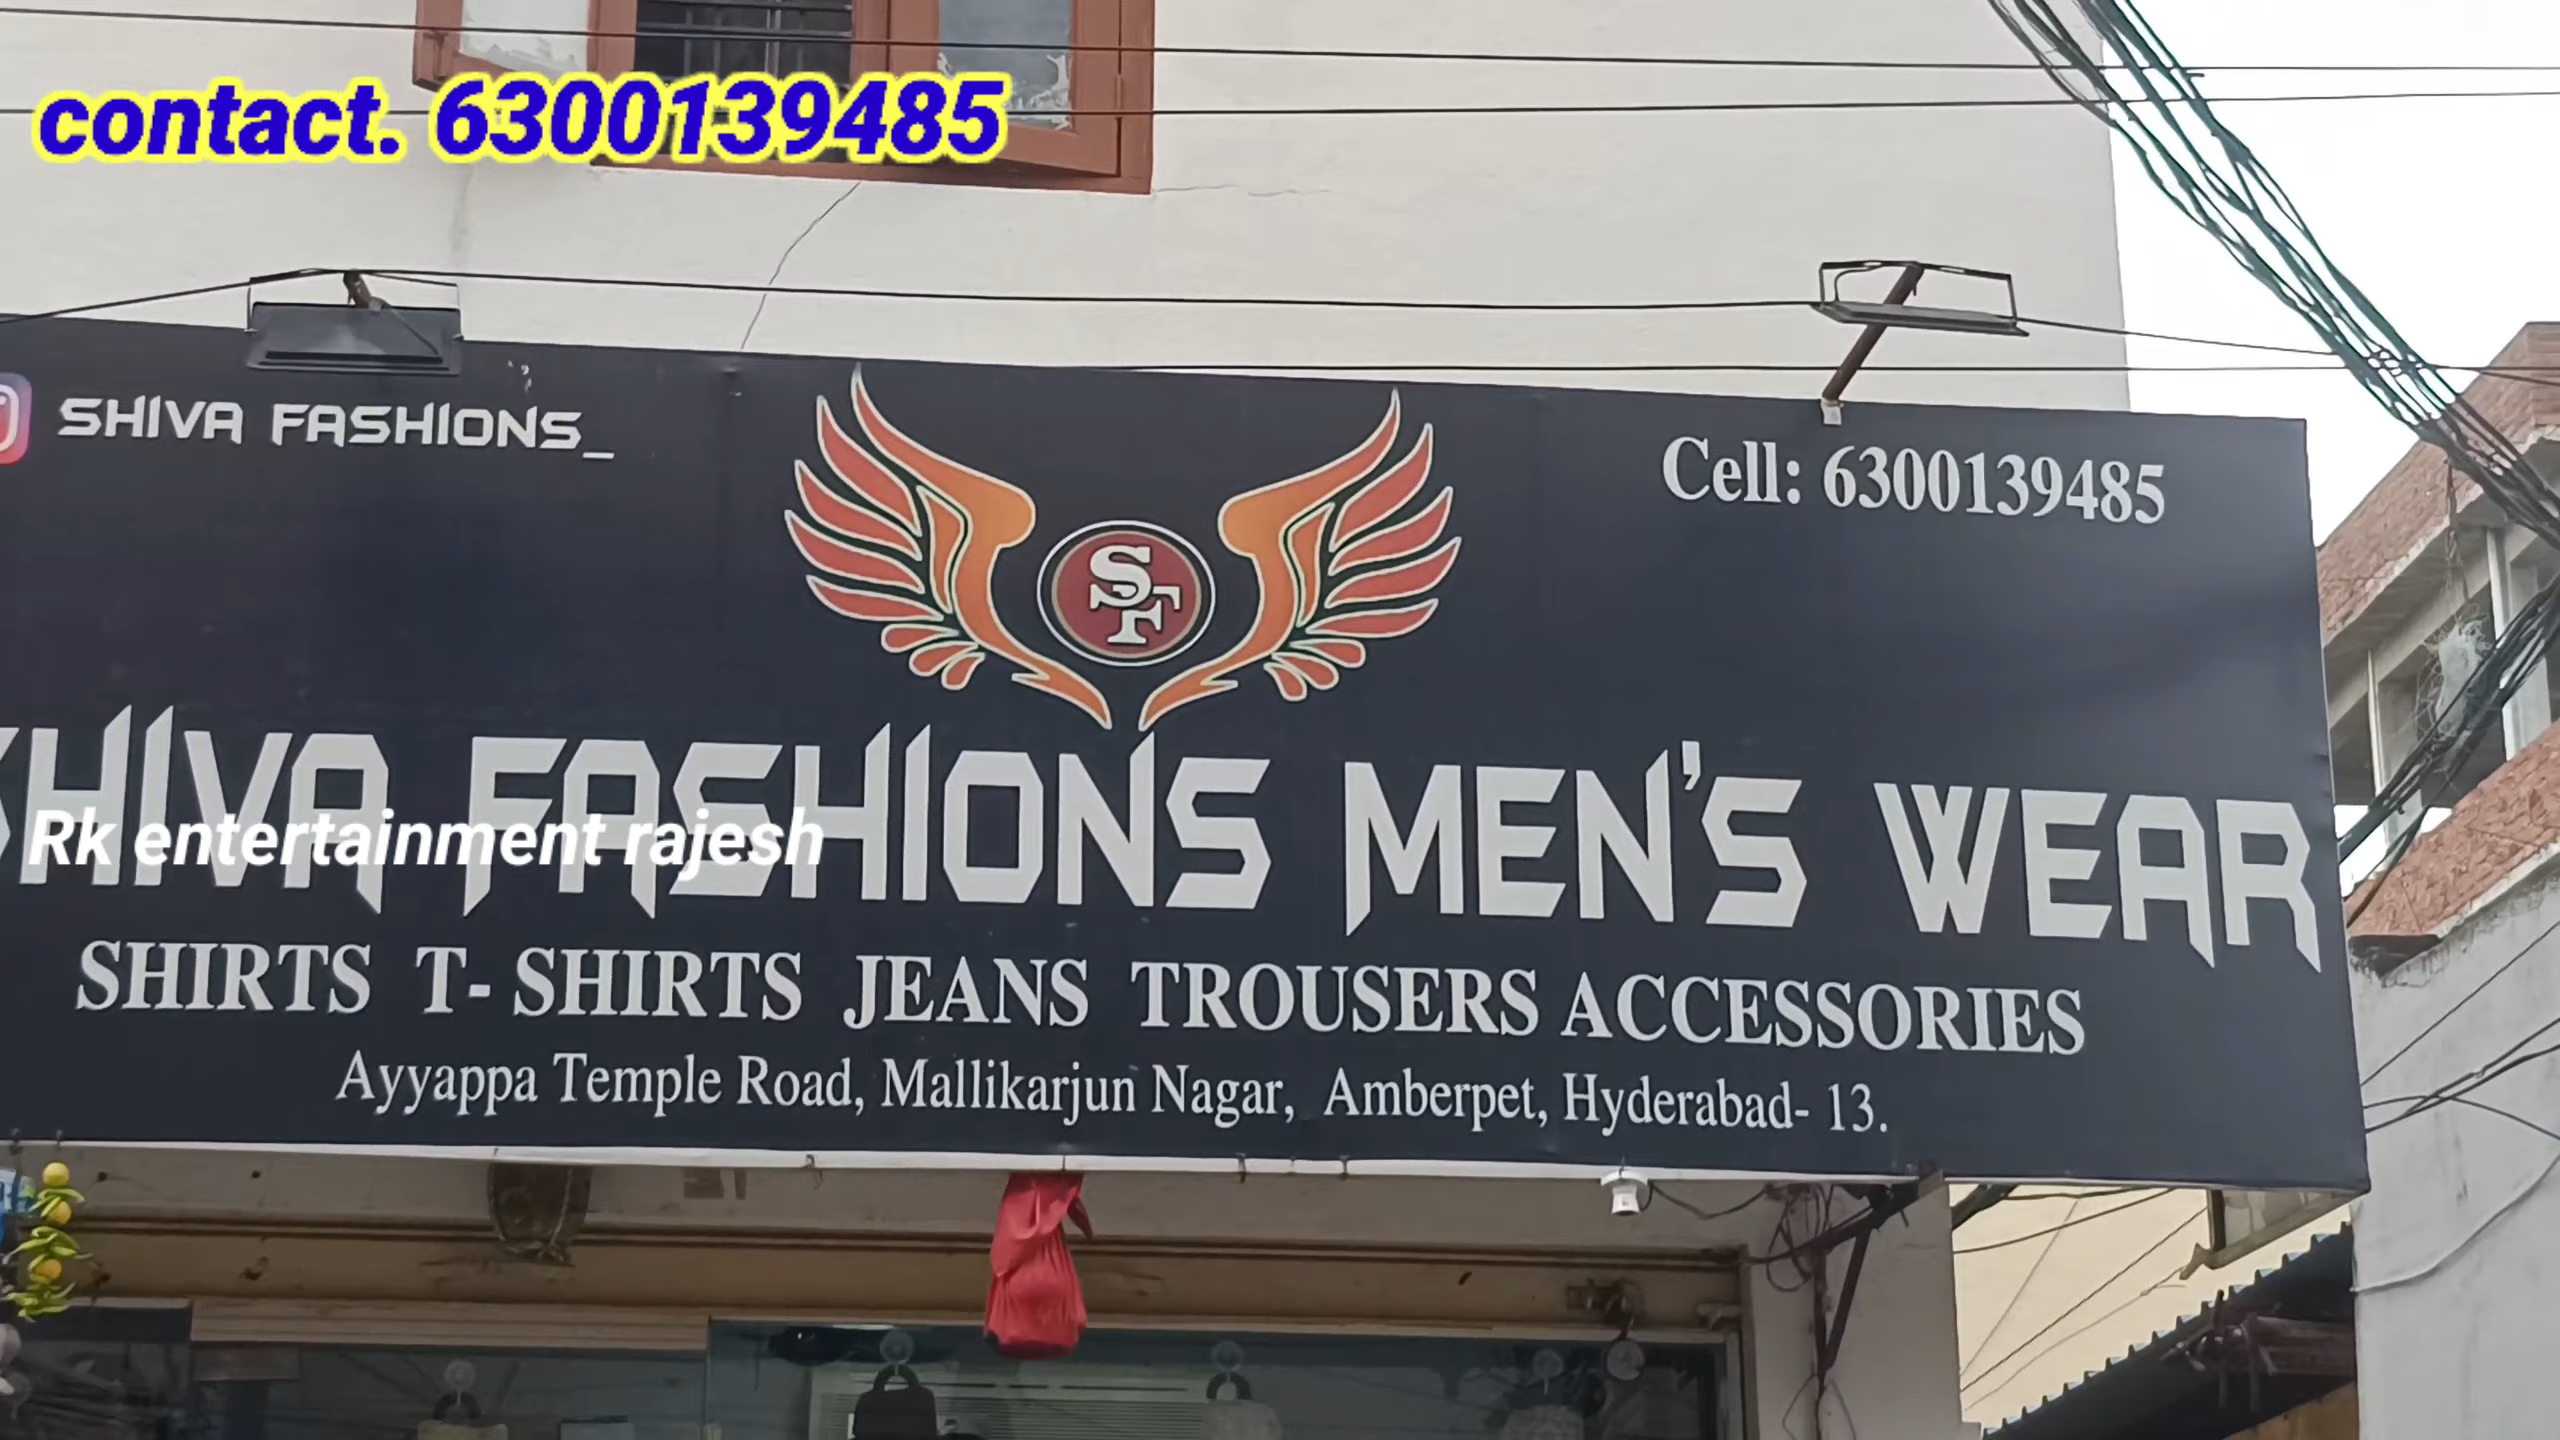 contact. 6300139485
SHIVA FASHIONS_
Cell: 6300139485
SF
SHIVA FASHIONS MEN'S WEAR
Rk entertainment rajesh
SHIRTS T- SHIRTS JEANS TROUSERS ACCESSORIES
Ayyappa Temple Road, Mallikarjun Nagar, Amberpet, Hyderabad- 13.